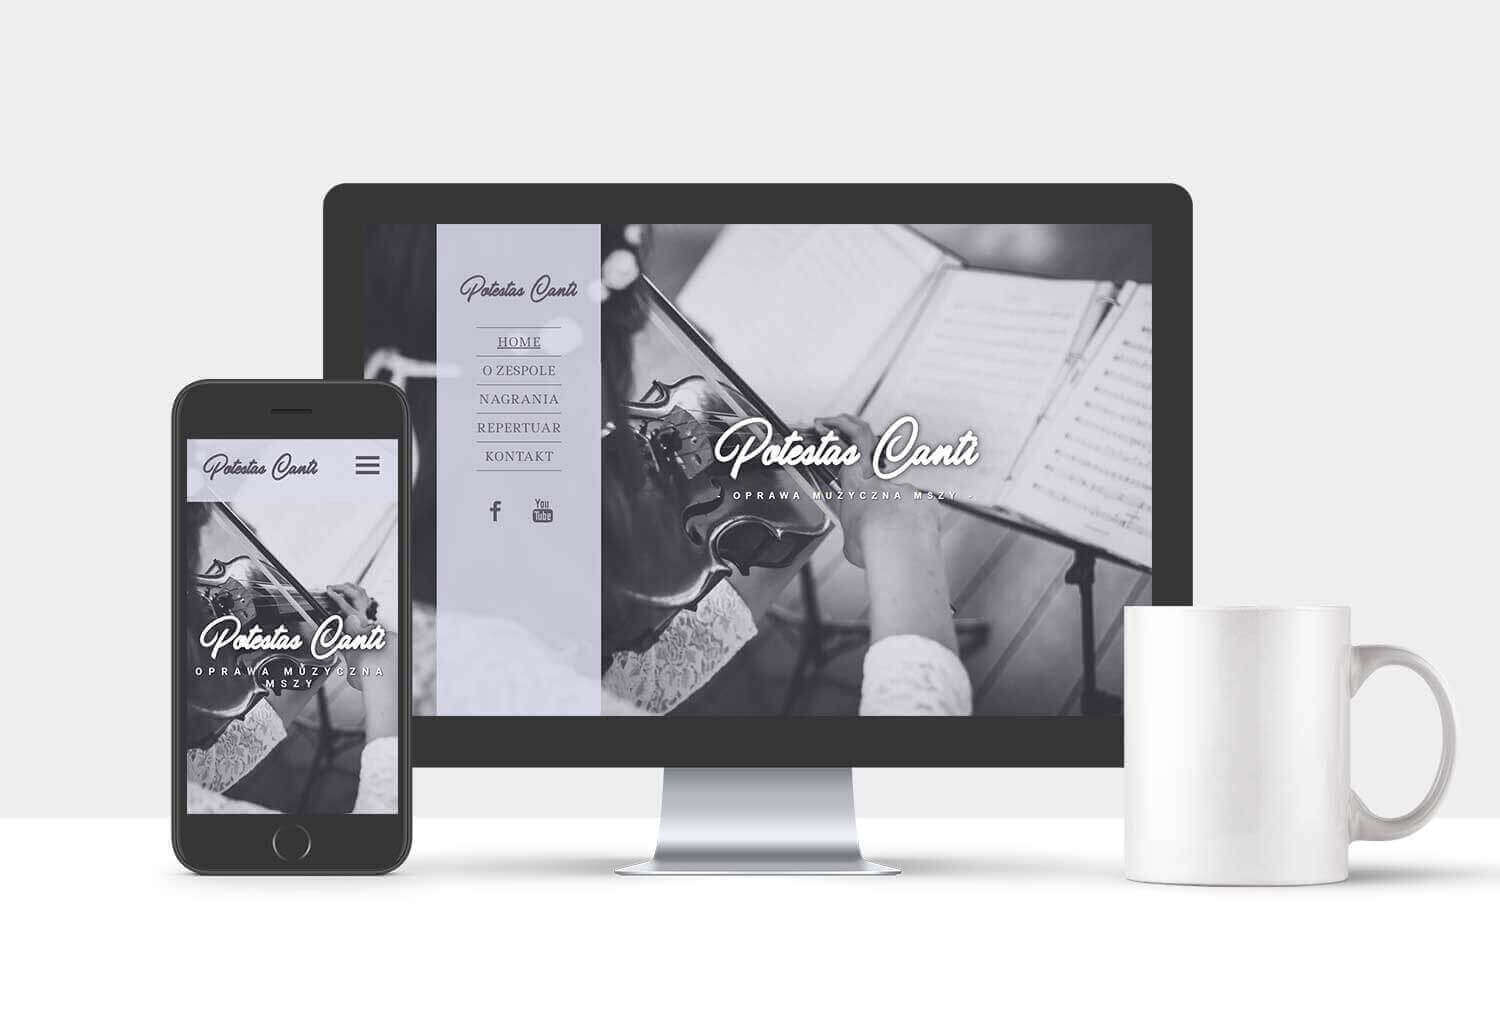 Potestas Canti
HOME
O ZESPOLE
NAGRANIA
REPERTUAR
KONTAKT
f
You
Tube
Potestas Canti
- OPRAWA MUZYCZNA MSZY -
Potestas Canti
Potestas Canti
OPRAWA MUZYCZNA
MSZY